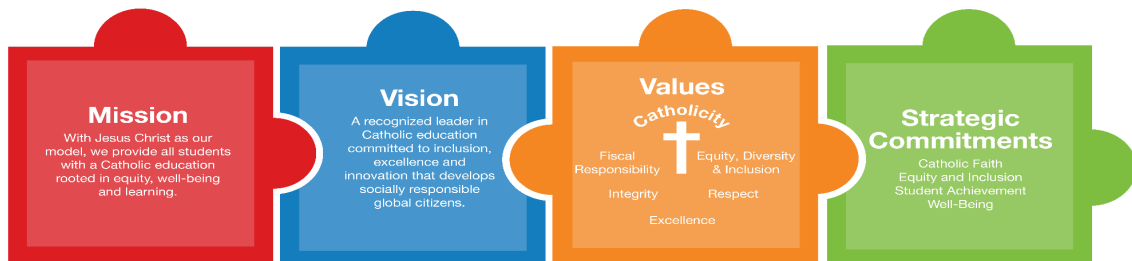 Mission
With Jesus Christ as our
model, we provide all students
with a Catholic education
rooted in equity, well-being
and learning.
Vision
A recognized leader in
Catholic education
committed to inclusion,
excellence and
innovation that develops
socially responsible
global citizens.
Values
Catholicity
Fiscal
Responsibility
Equity, Diversity
& Inclusion
Integrity
Respect
Excellence
Strategic
Commitments
Catholic Faith
Equity and Inclusion
Student Achievement
Well-Being